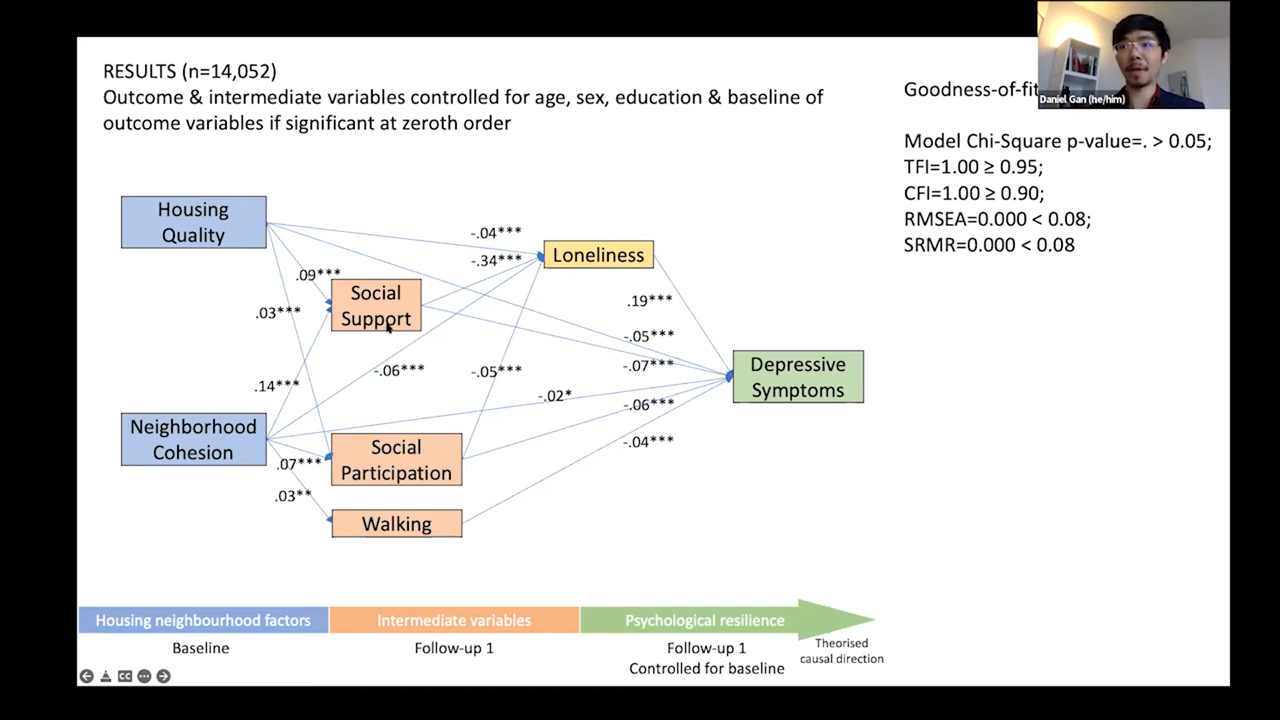 RESULTS (n=14,052)
Outcome & intermediate variables controlled for age, sex, education & baseline of
outcome variables if significant at zeroth order
Goodness-of-fit
Daniel Gan (he/him)
Model Chi-Square p-value=. > 0.05;
TFI=1.00 ≥ 0.95;
CFI=1.00 ≥ 0.90;
RMSEA=0.000 < 0.08;
SRMR=0.000 < 0.08
Housing
Quality
-.04***
-.34***
Loneliness
.09***
Social
Support
.03***
.19***
-.05***
-.07***
Depressive
Symptoms
.14***
-.06***
-.05***
-.02*
-.06***
-.04***
Neighborhood
Cohesion
Social
Participation
.07***
.03**
Walking
Housing neighbourhood factors
Intermediate variables
Psychological resilience
Baseline
Follow-up 1
Follow-up 1
Controlled for baseline
Theorised
causal direction
CC